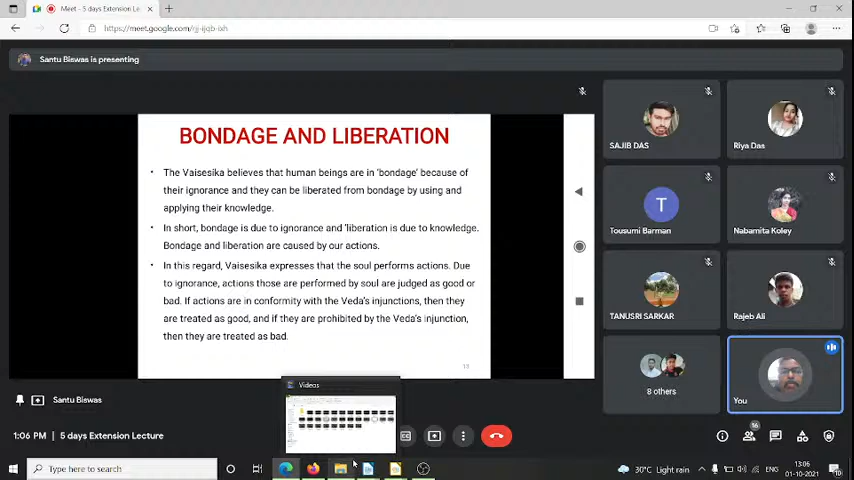 Meet - 5 days Extension Lecture
https://meet.google.com/
Santu Biswas is presenting
BONDAGE AND LIBERATION
• The Vaisesika believes that human beings are in 'bondage' because of
their ignorance and they can be liberated from bondage by using and
applying their knowledge.
• In short, bondage is due to ignorance and 'liberation is due to knowledge.
Bondage and liberation are caused by our actions.
• In this regard, Vaisesika expresses that the soul performs actions. Due
to ignorance, actions those are performed by soul are judged as good or
bad. If actions are in conformity with the Veda's injunctions, then they
are treated as good, and if they are prohibited by the Veda's injunction,
then they are treated as bad.
13
SAJIB DAS
Riya Das
T
Tousumi Barman
Nabamita Koley
TANUSRI SARKAR
Rajeb Ali
8 others
You
Videos
Santu Biswas
1:06 PM | 5 days Extension Lecture
16
Type here to search
30°C Light rain
ENG
13:06
01-10-2021